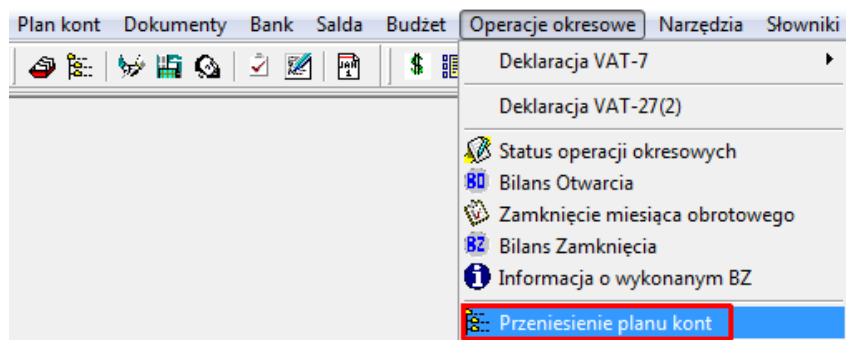 Plan kont Dokumenty Bank Salda Budżet Operacje okresowe Narzędzia Słowniki
Deklaracja VAT-7
Deklaracja VAT-27(2)
Status operacji okresowych
BO Bilans Otwarcia
Zamknięcie miesiąca obrotowego
BZ Bilans Zamknięcia
Informacja o wykonanym BZ
Przeniesienie planu kont